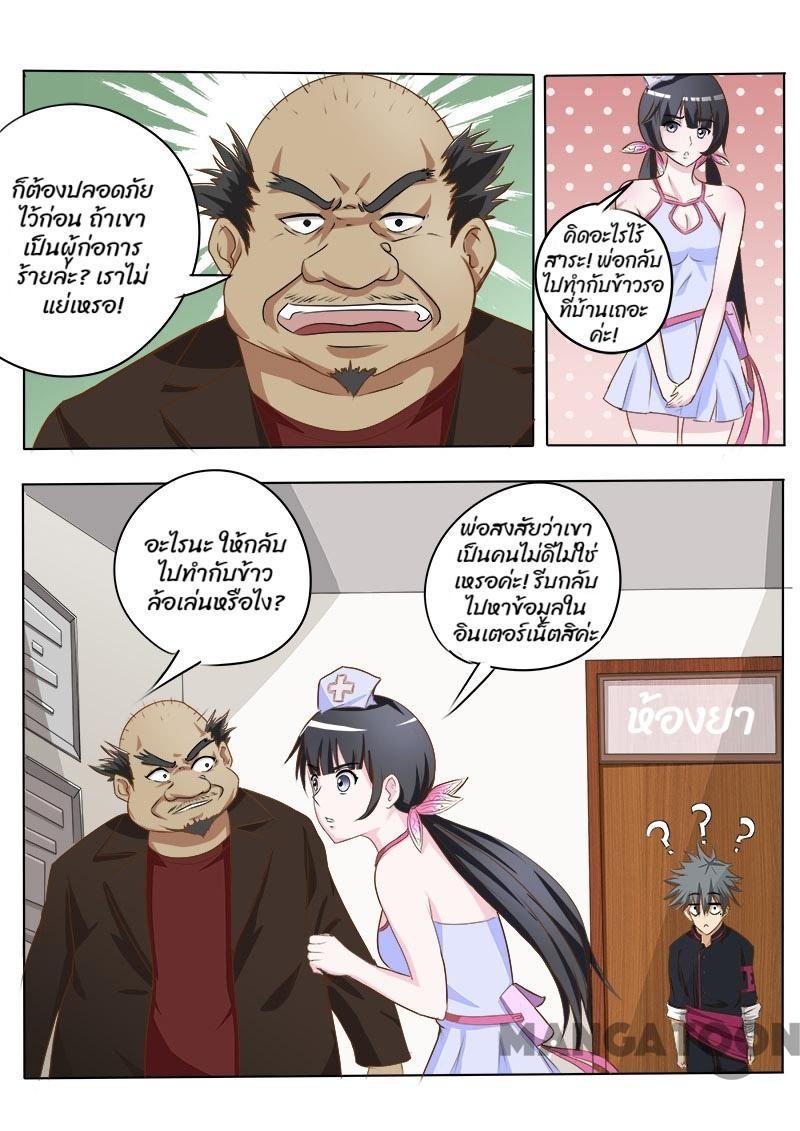 ก็ต้องปลอดภัย
ไว้ก่อน ถ้าเขา
เป็นผู้ก่อการ
ร้ายล่ะ? เราไม่
แย่เหรอ!
คิดอะไรไร้
สาระ! พ่อกลับ
ไปทำกับข้าวรอ
ที่บ้านเถอะ
ค่ะ!
อะไรนะ ให้กลับ
ไปทำกับข้าว
ล้อเล่นหรือไง?
พ่อสงสัยว่าเขา
เป็นคนไม่ดีไม่ใช่
เหรอค่ะ! รีบกลับ
ไปหาข้อมูลใน
อินเตอร์เน็ตสิค่ะ
ห้องยา
? ? ?
MANGATOON